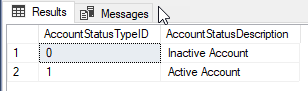 Results Messages
AccountStatusTypeID AccountStatusDescription
1 0 Inactive Account
2 1 Active Account